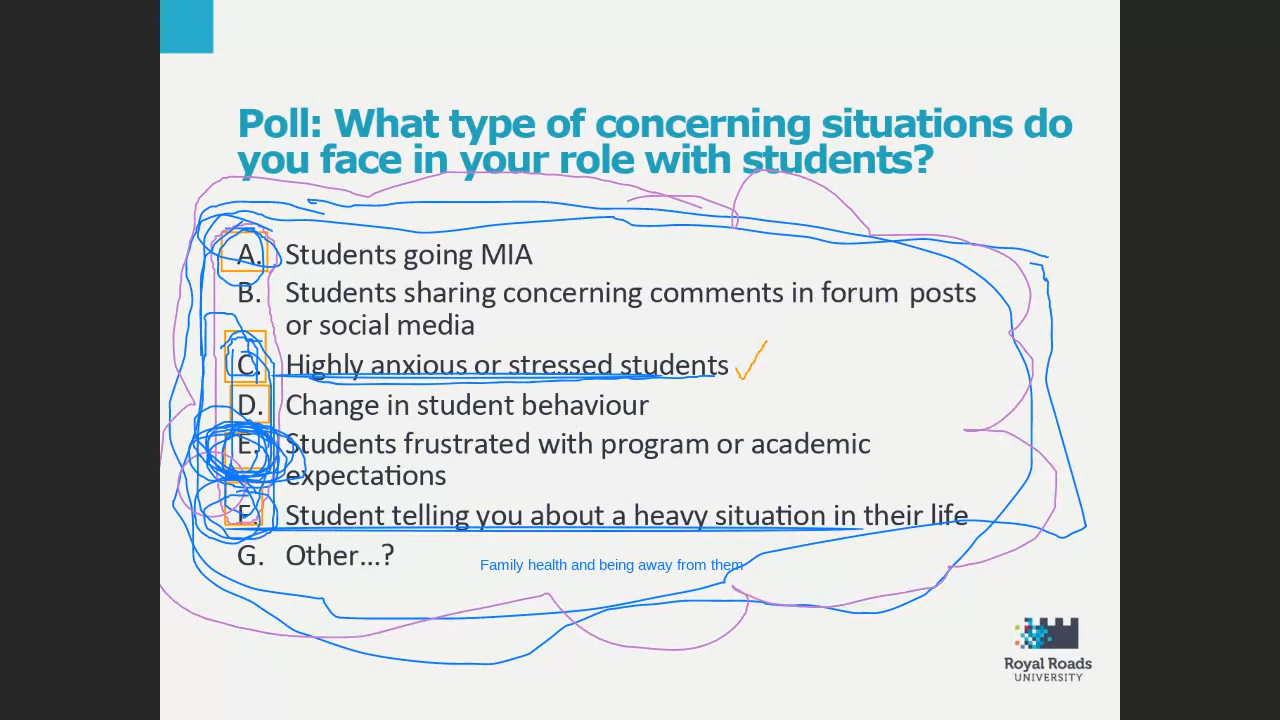 Poll: What type of concerning situations do
you face in your role with students?
A. Students going MIA
B. Students sharing concerning comments in forum posts
or social media
C. Highly anxious or stressed students
D. Change in student behaviour
E. Students frustrated with program or academic
expectations
F. Student telling you about a heavy situation in their life
G. Other...?
Family health and being away from them
Royal Roads
UNIVERSITY